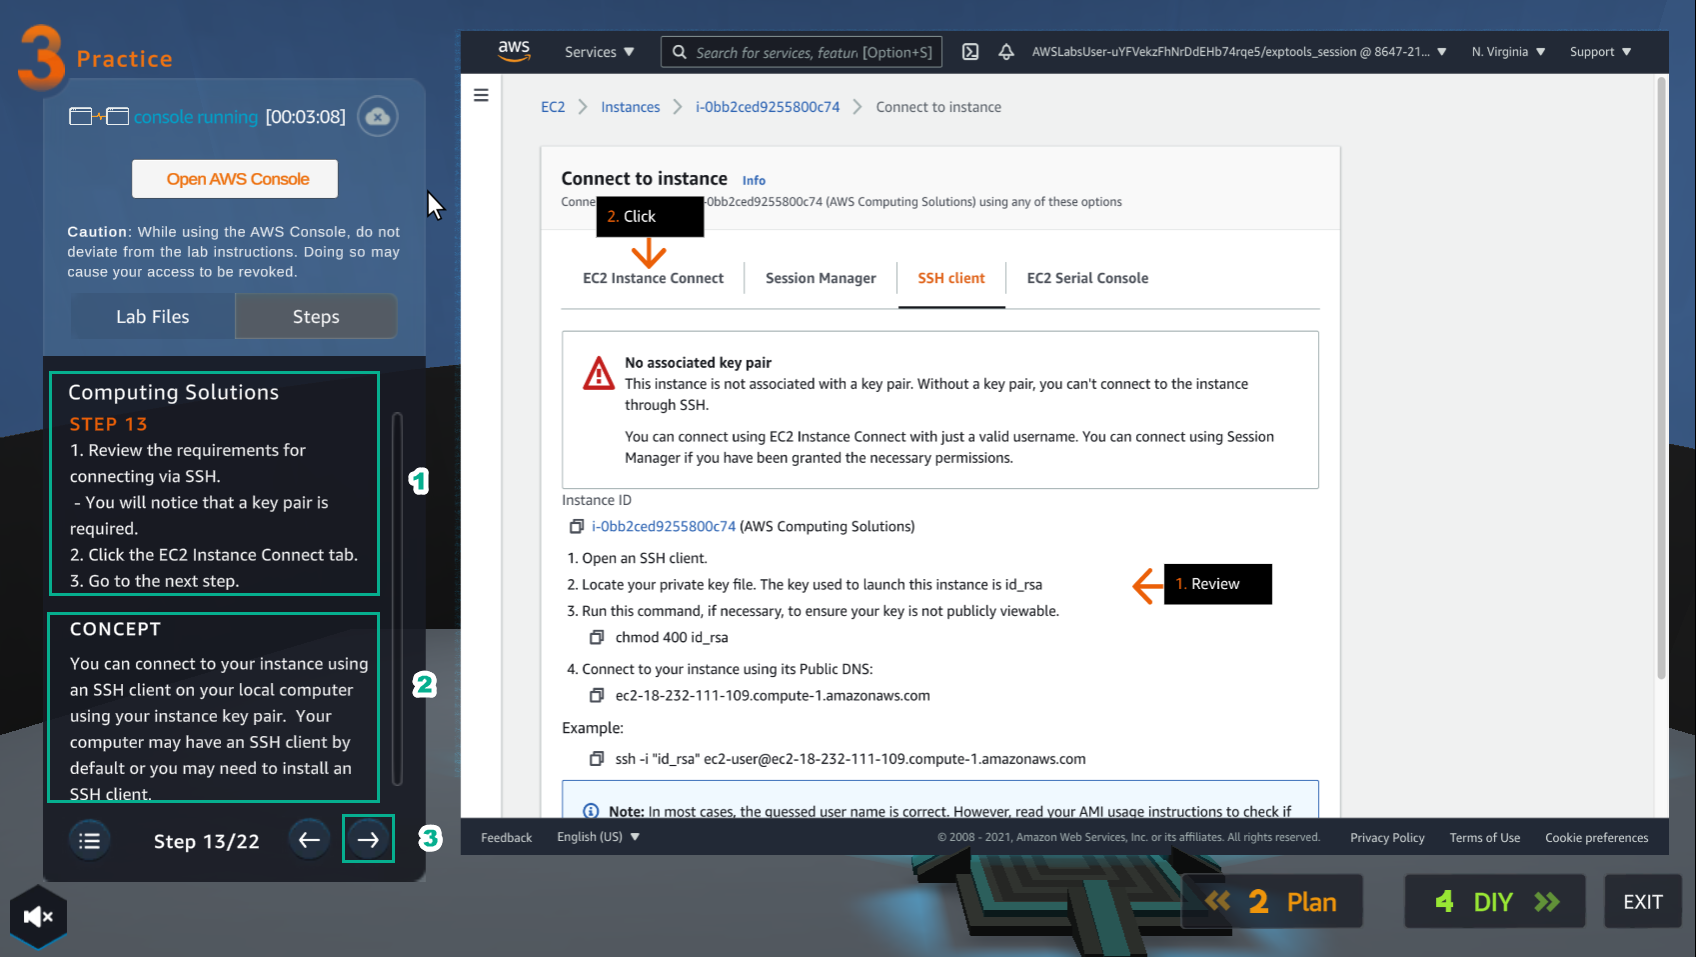 3 Practice
console running [00:03:08]
Open AWS Console
Caution: While using the AWS Console, do not
deviate from the lab instructions. Doing so may
cause your access to be revoked.
Lab Files
Steps
Computing Solutions
STEP 13
1. Review the requirements for
connecting via SSH.
- You will notice that a key pair is
required.
2. Click the EC2 Instance Connect tab.
3. Go to the next step.
1
CONCEPT
You can connect to your instance using
an SSH client on your local computer
using your instance key pair. Your
computer may have an SSH client by
default or you may need to install an
SSH client.
2
Step 13/22
3
aws
Services
Search for services, featur [Option+S]
AWSLabsUser-uYFVekzFhNrDdEHb74rqe5/exptools_session @ 8647-21...
N. Virginia
Support
EC2
Instances
i-0bb2ced9255800c74
Connect to instance
Connect to instance Info
Conne
-0bb2ced9255800c74 (AWS Computing Solutions) using any of these options
2. Click
EC2 Instance Connect
Session Manager
SSH client
EC2 Serial Console
No associated key pair
This instance is not associated with a key pair. Without a key pair, you can't connect to the instance
through SSH.
You can connect using EC2 Instance Connect with just a valid username. You can connect using Session
Manager if you have been granted the necessary permissions.
Instance ID
i-0bb2ced9255800c74 (AWS Computing Solutions)
1. Open an SSH client.
2. Locate your private key file. The key used to launch this instance is id_rsa
1. Review
3. Run this command, if necessary, to ensure your key is not publicly viewable.
chmod 400 id_rsa
4. Connect to your instance using its Public DNS:
ec2-18-232-111-109.compute-1.amazonaws.com
Example:
ssh -i "id_rsa" ec2-user@ec2-18-232-111-109.compute-1.amazonaws.com
Note: In most cases, the guessed user name is correct. However, read your AMI usage instructions to check if
Feedback
English (US)
© 2008 - 2021, Amazon Web Services, Inc. or its affiliates. All rights reserved.
Privacy Policy
Terms of Use
Cookie preferences
2 Plan
4 DIY
EXIT